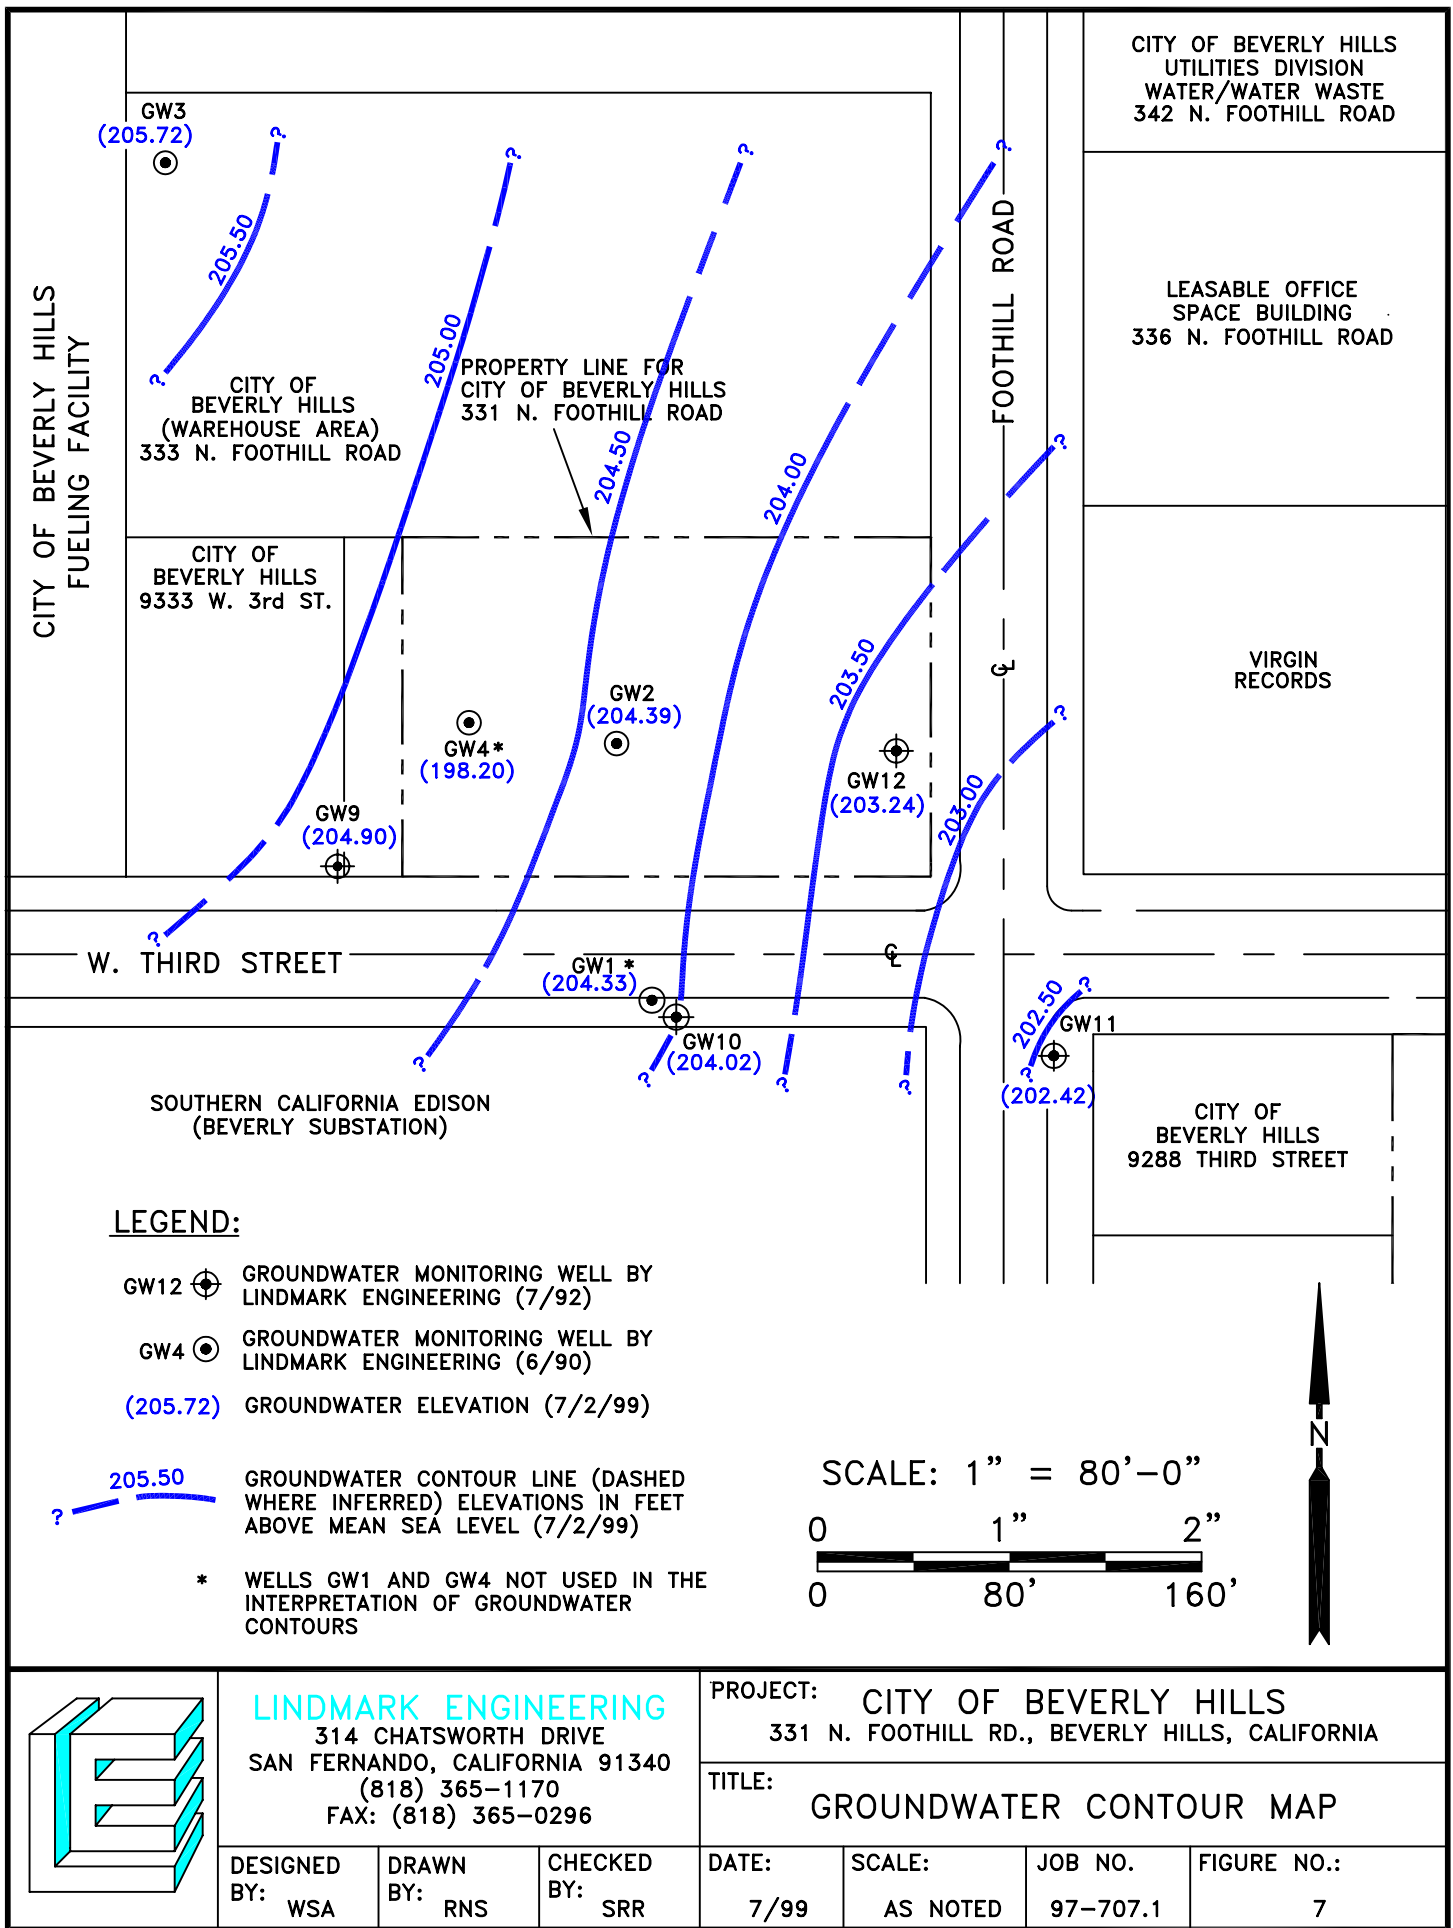 CITY OF BEVERLY HILLS
UTILITIES DIVISION
WATER/WATER WASTE
342 N. FOOTHILL ROAD
GW3
(205.72)
?
?
?
?
205.50
?
205.00
FOOTHILL ROAD
LEASABLE OFFICE
SPACE BUILDING
336 N. FOOTHILL ROAD
CITY OF BEVERLY HILLS
FUELING FACILITY
PROPERTY LINE FOR
CITY OF BEVERLY HILLS
331 N. FOOTHILL ROAD
CITY OF
BEVERLY HILLS
(WAREHOUSE AREA)
333 N. FOOTHILL ROAD
204.50
204.00
?
CITY OF
BEVERLY HILLS
9333 W. 3rd ST.
203.50
℄
VIRGIN
RECORDS
GW2
(204.39)
GW4*
(198.20)
?
GW12
(203.24)
203.00
GW9
(204.90)
?
W. THIRD STREET
℄
GW1 *
(204.33)
?
202.50
GW11
GW10
(204.02)
?
?
?
?
?
(202.42)
SOUTHERN CALIFORNIA EDISON
(BEVERLY SUBSTATION)
CITY OF
BEVERLY HILLS
9288 THIRD STREET
LEGEND:
GW12
GROUNDWATER MONITORING WELL BY
LINDMARK ENGINEERING (7/92)
GW4
GROUNDWATER MONITORING WELL BY
LINDMARK ENGINEERING (6/90)
(205.72) GROUNDWATER ELEVATION (7/2/99)
205.50
?
GROUNDWATER CONTOUR LINE (DASHED
WHERE INFERRED) ELEVATIONS IN FEET
ABOVE MEAN SEA LEVEL (7/2/99)
* WELLS GW1 AND GW4 NOT USED IN THE
INTERPRETATION OF GROUNDWATER
CONTOURS
N
SCALE: 1” = 80'-0”
0 1” 2”
0 80' 160'
LINDMARK ENGINEERING
314 CHATSWORTH DRIVE
SAN FERNANDO, CALIFORNIA 91340
(818) 365-1170
FAX: (818) 365-0296
PROJECT: CITY OF BEVERLY HILLS
331 N. FOOTHILL RD., BEVERLY HILLS, CALIFORNIA
TITLE:
GROUNDWATER CONTOUR MAP
DESIGNED
BY: WSA
DRAWN
BY: RNS
CHECKED
BY: SRR
DATE:
7/99
SCALE:
AS NOTED
JOB NO.
97-707.1
FIGURE NO.:
7